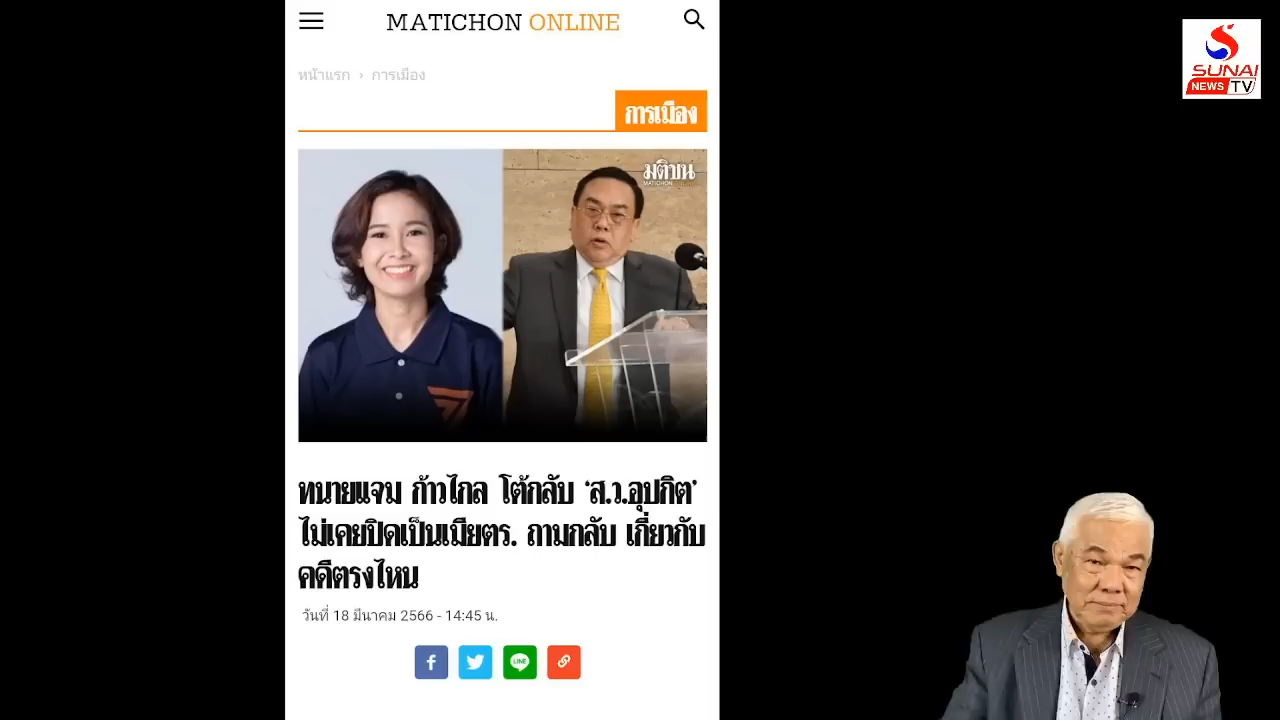 MATICHON ONLINE
SUNAI
NEWS TV
หน้าแรก › การเมือง
การเมือง
มติชน
MATICHON
ทนายแจม ก้าวไกล โต้กลับ ‘ส.ว.อุปกิต’
ไม่เคยปิดเป็นเมียตร. ถามกลับ เกี่ยวกับ
คดีตรงไหน
วันที่ 18 มีนาคม 2566 - 14:45 น.
f
LINE